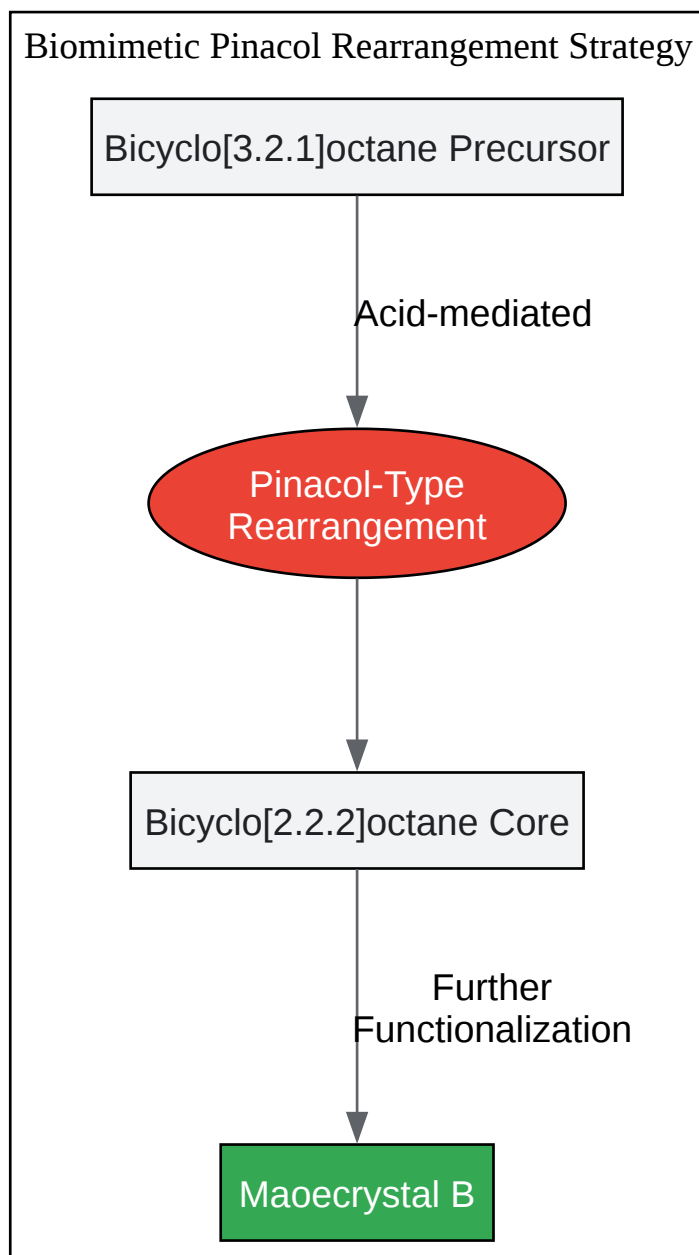 Biomimetic Pinacol Rearrangement Strategy
Bicyclo[3.2.1]octane Precursor
Acid-mediated
Pinacol-Type
Rearrangement
Bicyclo[2.2.2]octane Core
Further
Functionalization
Maoecrystal B